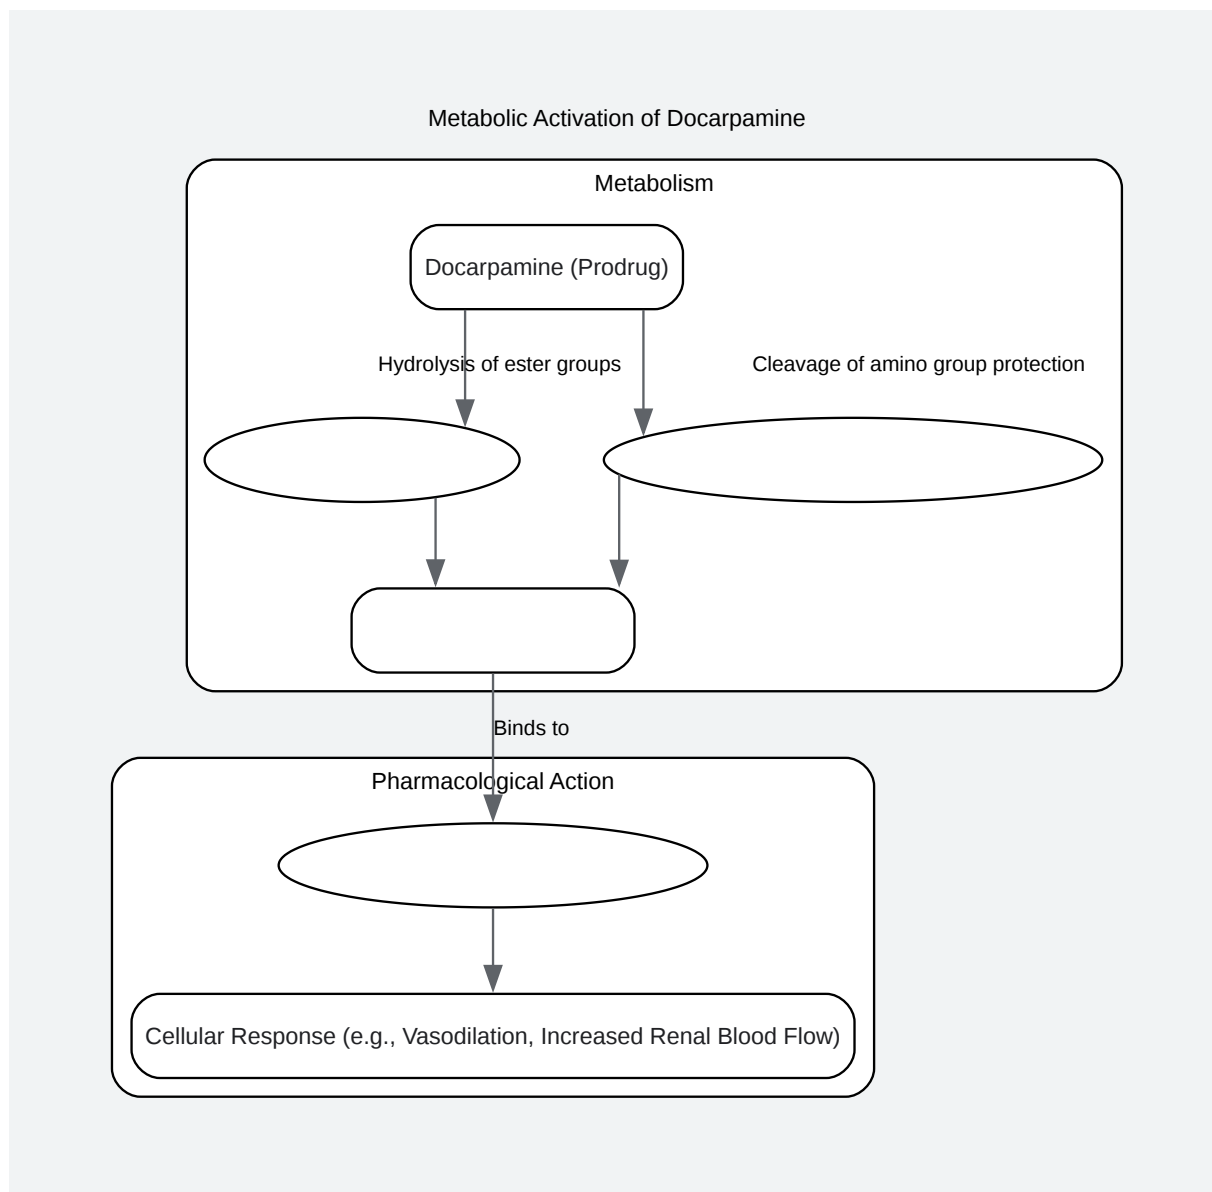 Metabolic Activation of Docarpamine
Metabolism
Docarpamine (Prodrug)
Hydrolysis of ester groups
Cleavage of amino group protection
Binds to
Pharmacological Action
Cellular Response (e.g., Vasodilation, Increased Renal Blood Flow)